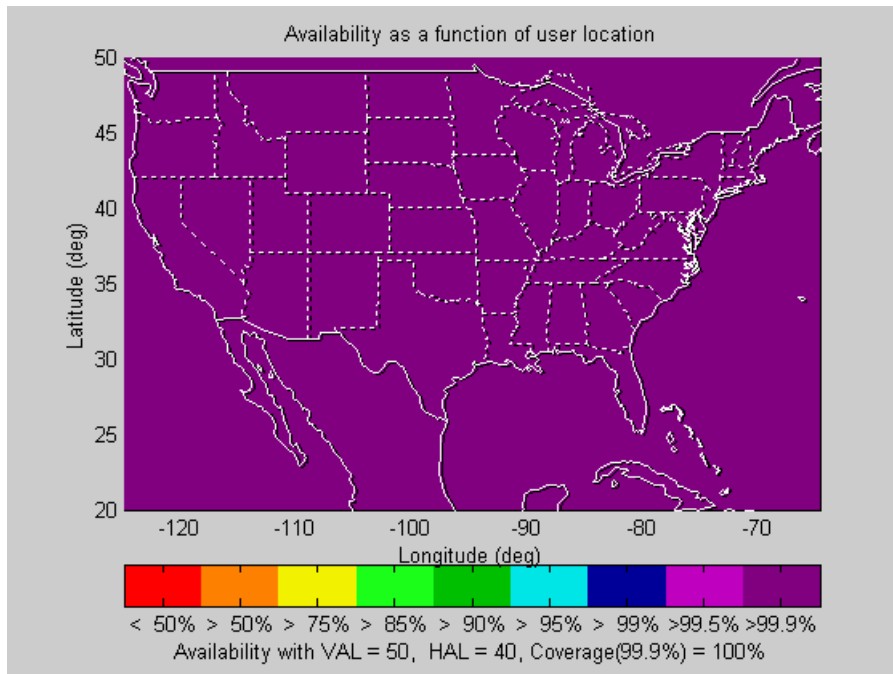 Availability as a function of user location
50
45
40
35
30
25
20
Latitude (deg)
-120 -110 -100 -90 -80 -70
Longitude (deg)
< 50% > 50% > 75% > 85% > 90% > 95% > 99% >99.5% >99.9%
Availability with VAL = 50, HAL = 40, Coverage(99.9%) = 100%